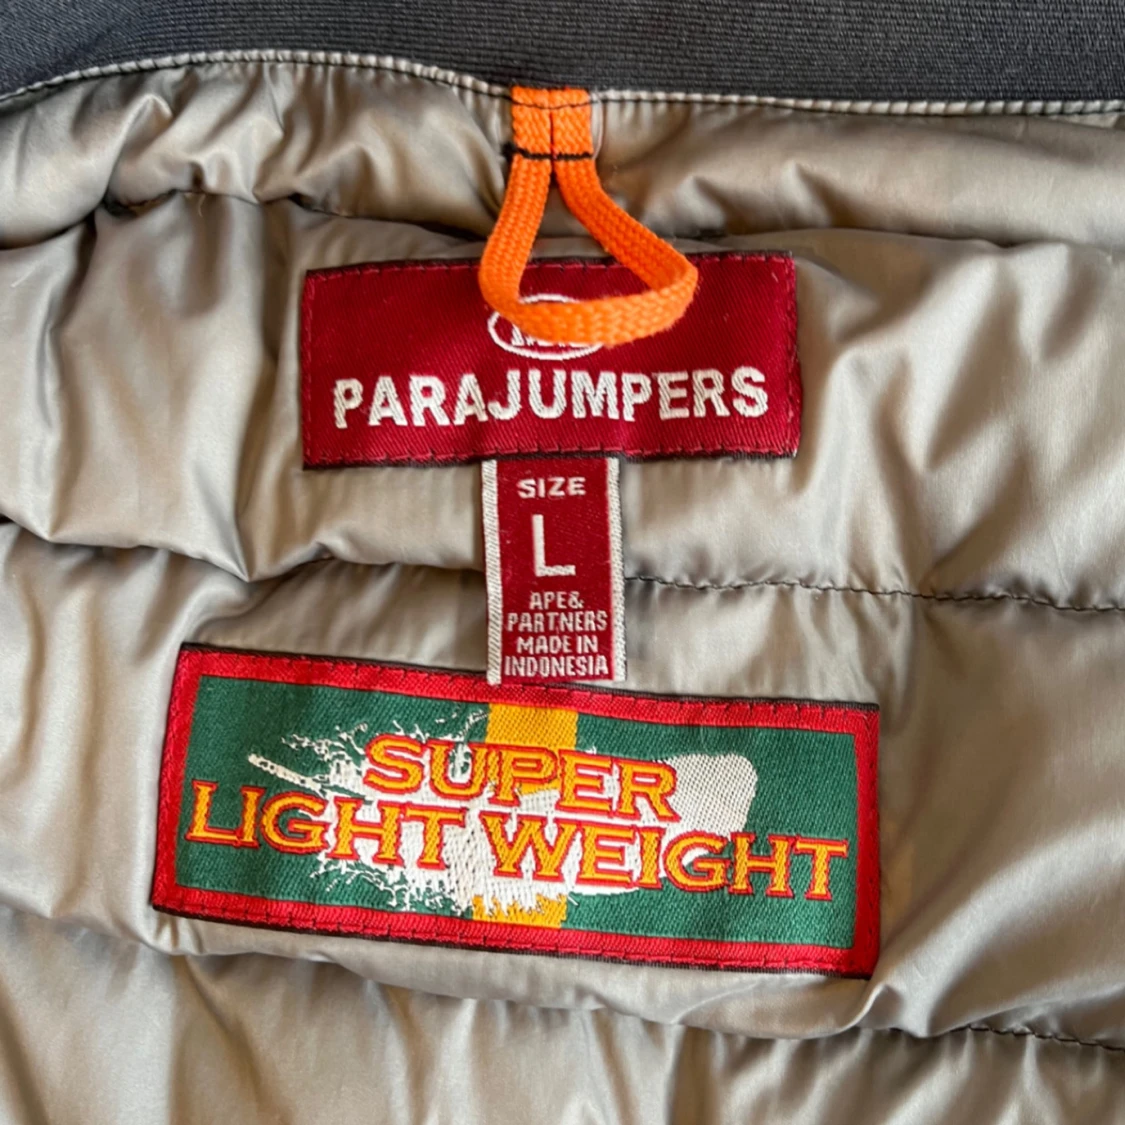 PARAJUMPERS
SIZE
L
APE&
PARTNERS
MADE IN
INDONESIA
SUPER
LIGHT WEIGHT